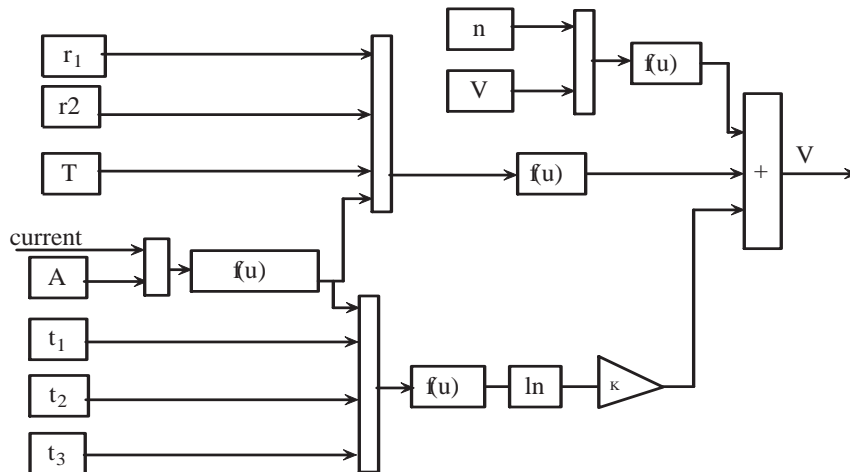 r1
n
f(u)
r2
V
T
f(u)
V
+
current
A
f(u)
t1
t2
f(u)
ln
K
t3